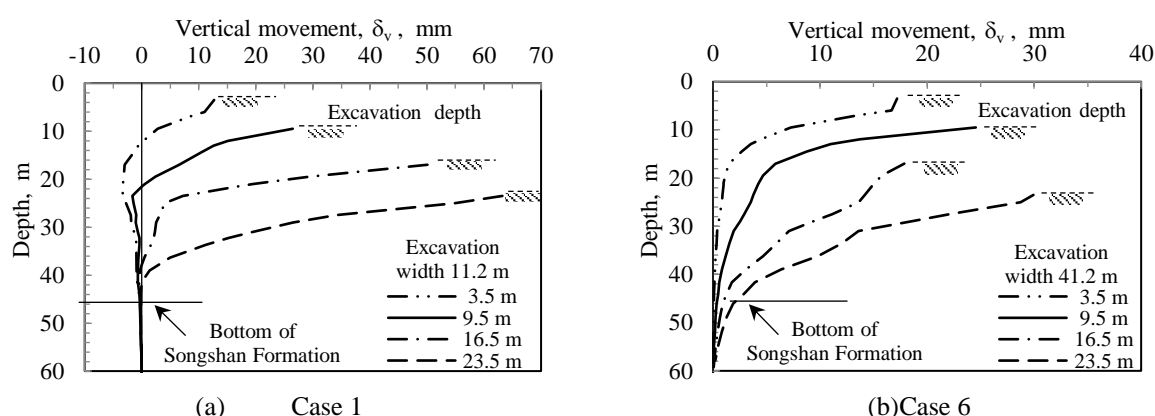 Vertical movement, δv , mm
-10 0 10 20 30 40 50 60 70
0
10
20
30
40
50
60
Depth, m
Excavation depth
Excavation
width 11.2 m
3.5 m
9.5 m
16.5 m
23.5 m
Bottom of
Songshan Formation
(a) Case 1
Vertical movement, δv , mm
0 10 20 30 40
0
10
20
30
40
50
60
Depth, m
Excavation depth
Excavation
width 41.2 m
3.5 m
9.5 m
16.5 m
23.5 m
Bottom of
Songshan Formation
(b)Case 6